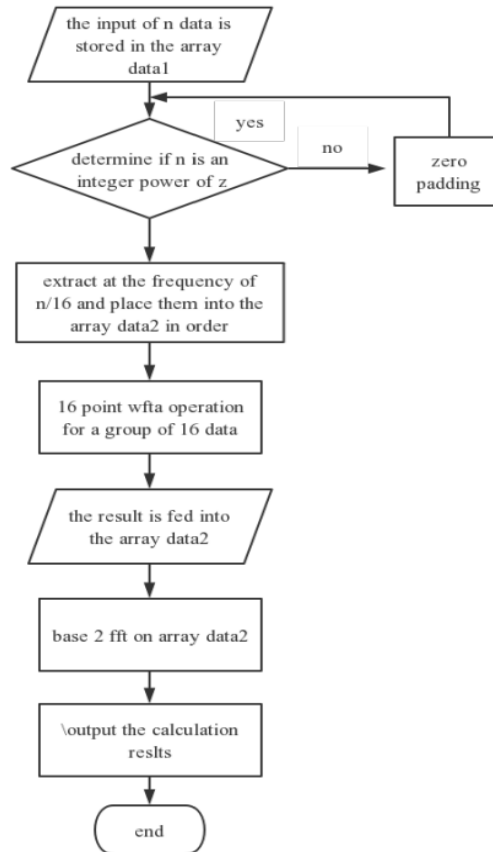 the input of n data is
stored in the array
data1
yes
no
determine if n is an
integer power of z
zero
padding
extract at the frequency of
n/16 and place them into the
array data2 in order
16 point wfta operation
for a group of 16 data
the result is fed into
the array data2
base 2 fft on array data2
\output the calculation
reslts
end